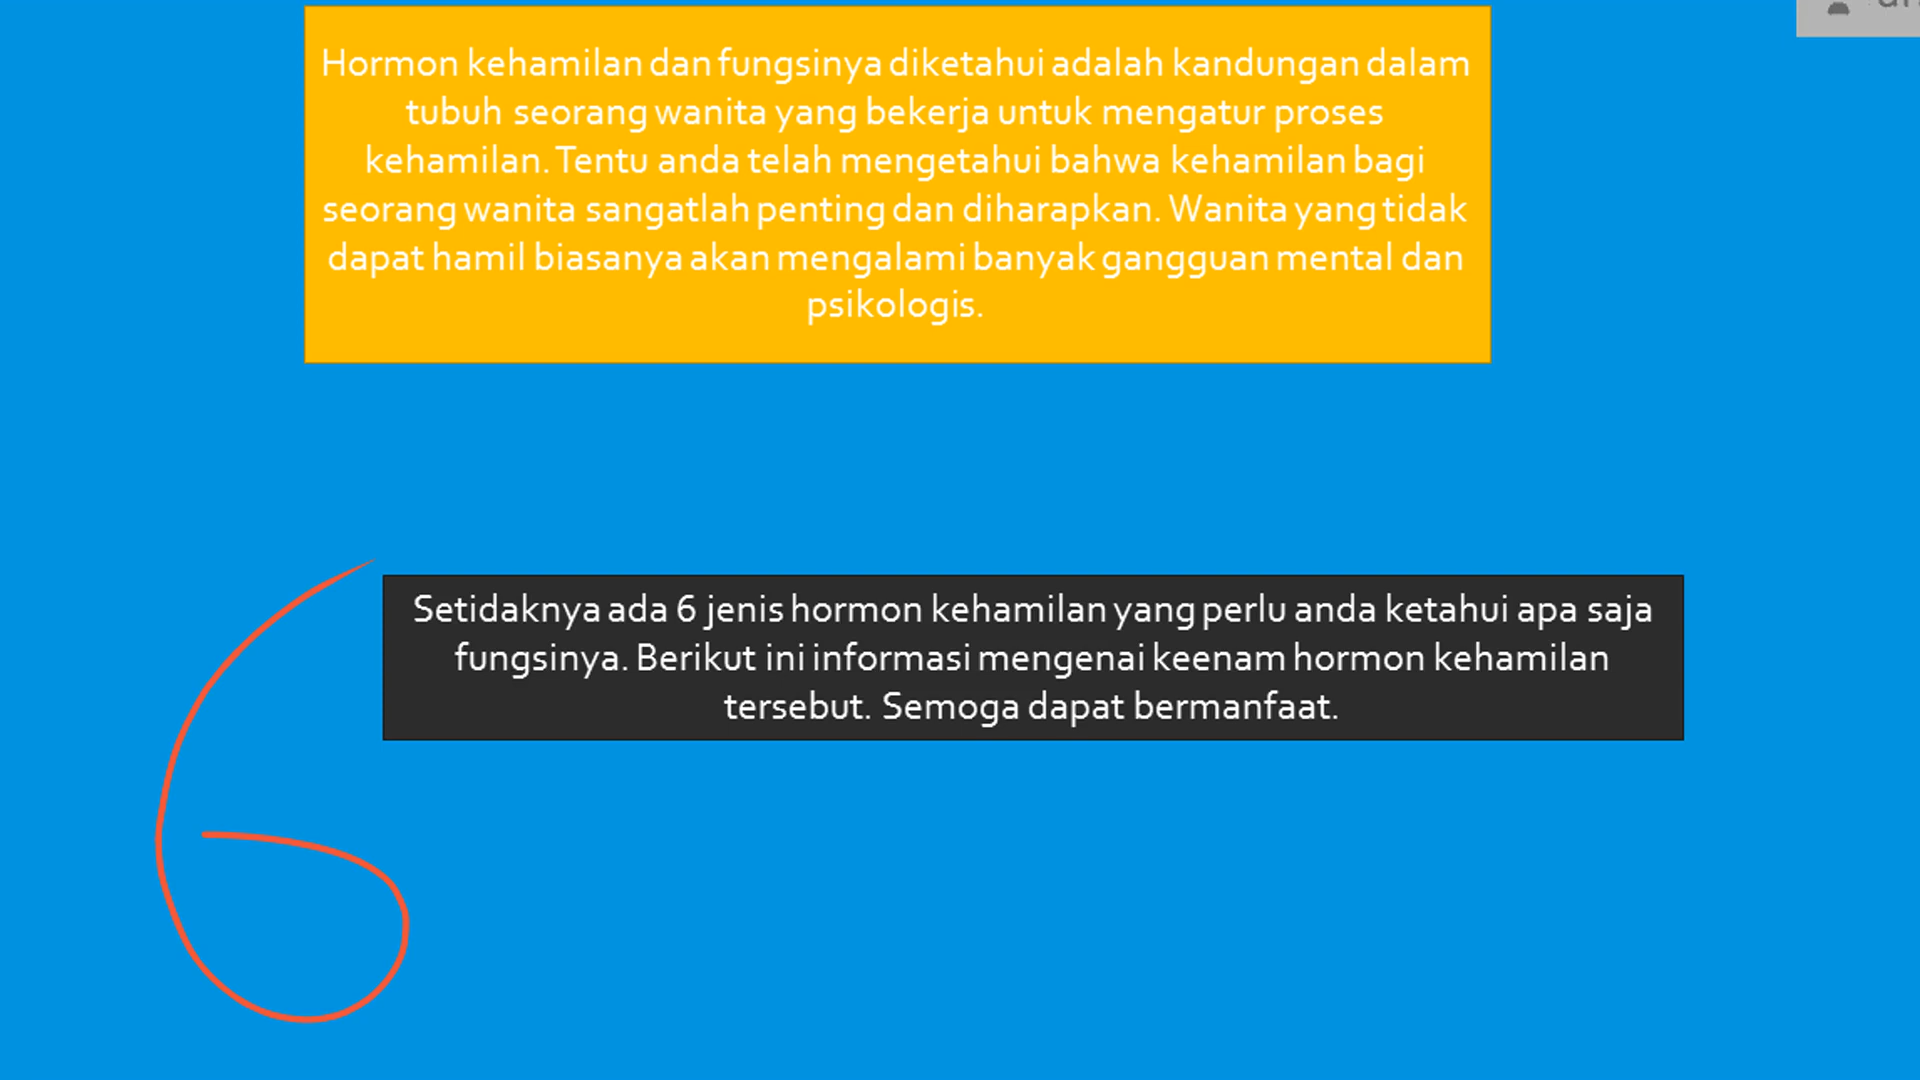 Hormon kehamilan dan fungsinya diketahui adalah kandungan dalam
tubuh seorang wanita yang bekerja untuk mengatur proses
kehamilan. Tentu anda telah mengetahui bahwa kehamilan bagi
seorang wanita sangatlah penting dan diharapkan. Wanita yang tidak
dapat hamil biasanya akan mengalami banyak gangguan mental dan
psikologis.
Setidaknya ada 6 jenis hormon kehamilan yang perlu anda ketahui apa saja
fungsinya. Berikut ini informasi mengenai keenam hormon kehamilan
tersebut. Semoga dapat bermanfaat.